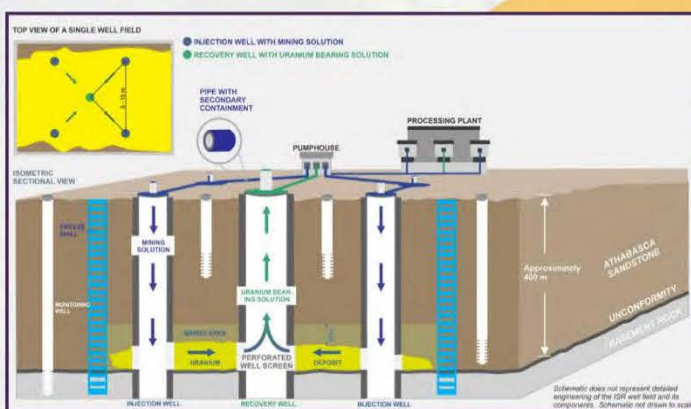 TOP VIEW OF A SINGLE WELL FIELD
INJECTION WELL WITH MINING SOLUTION
RECOVERY WELL WITH URANIUM BEARING SOLUTION
PIPE WITH
SECONDARY
CONTAINMENT
PROCESSING PLANT
PUMPHOUSE
ISOMETRIC
SECTIONAL VIEW
FREEZE
WALL
MINING
SOLUTION
Approximately
400 m
ATHABASCA
SANDSTONE
URANIUM BEAR-
ING SOLUTION
MONITORING
WELL
UNCONFORMITY
BASEMENT ROCK
MINING AREA
URANIUM
PERFORATED
WELL SCREEN
DEPOSIT
INJECTION WELL
RECOVERY WELL
INJECTION WELL
Schematic does not represent detailed
engineering of the ISR well field and its
components. Schematic not drawn to scale